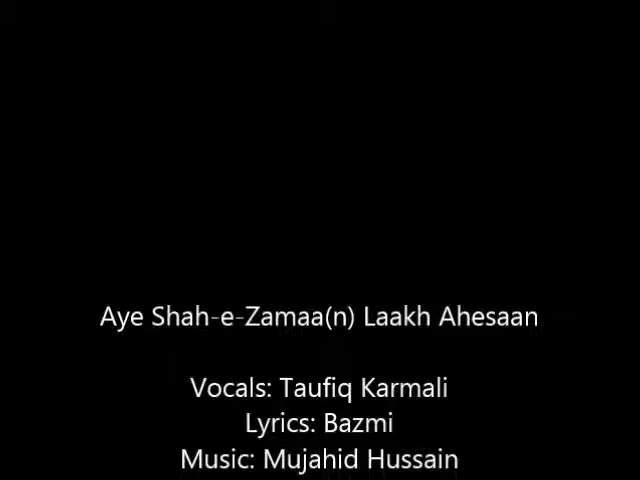 Aye Shah-e-Zamaa(n) Laakh Ahesaan
Vocals: Taufiq Karmali
Lyrics: Bazmi
Music: Mujahid Hussain